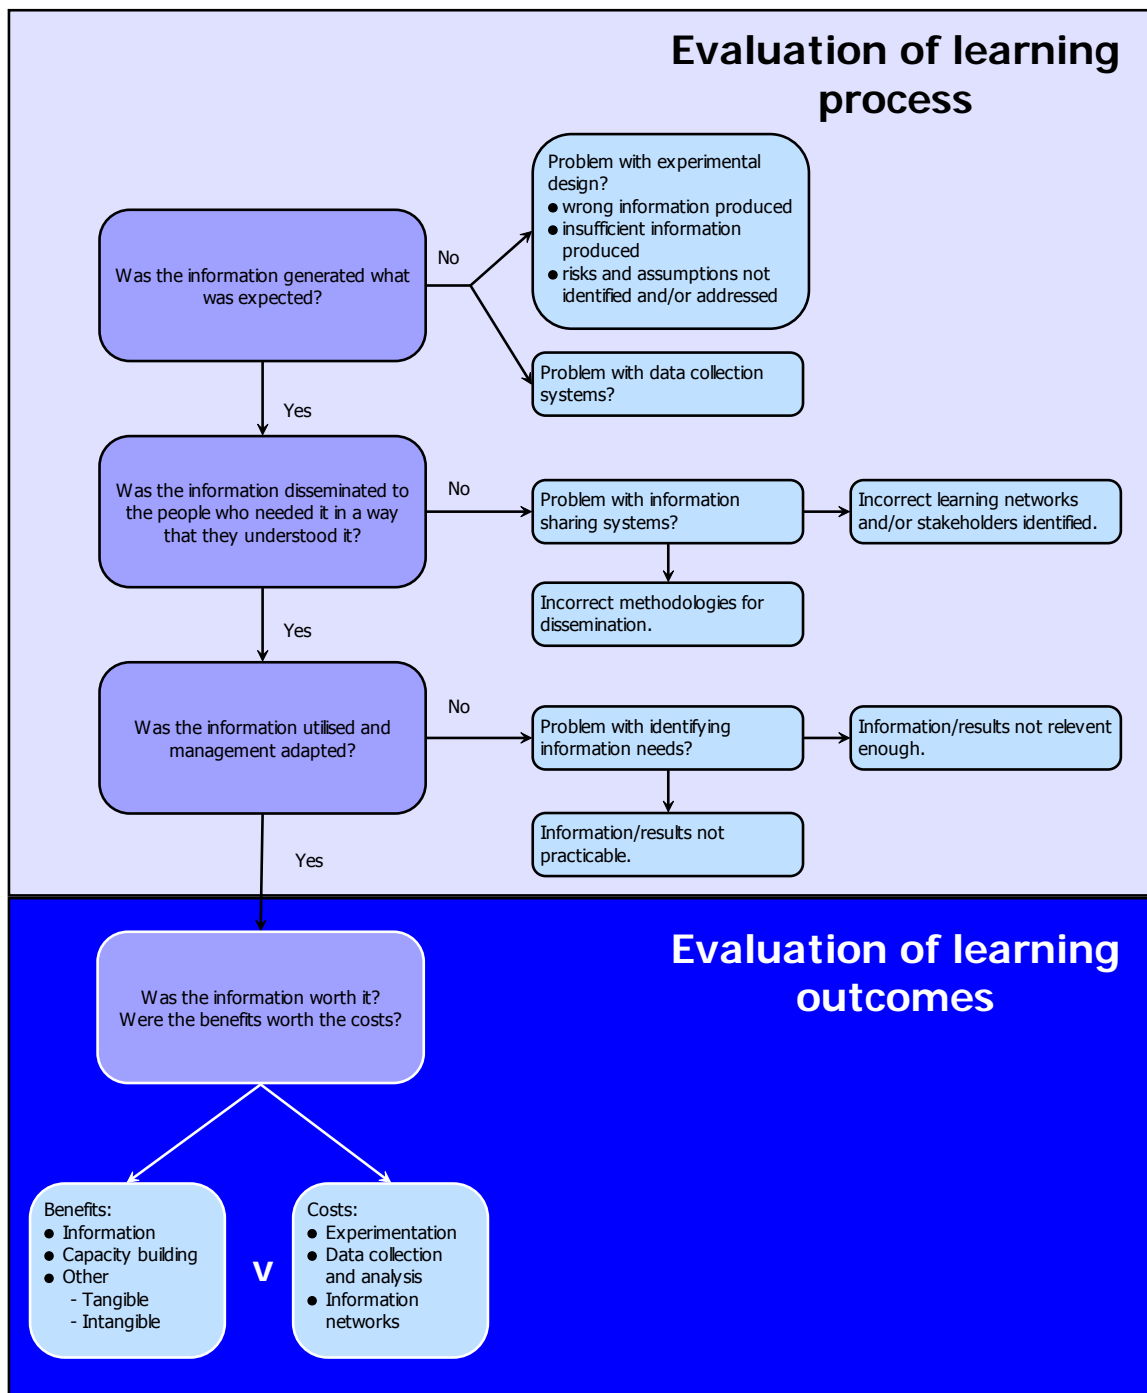 Evaluation of learning
process
Problem with experimental
design?
● wrong information produced
● insufficient information
produced
● risks and assumptions not
identified and/or addressed
Was the information generated what
was expected?
No
Problem with data collection
systems?
Yes
Was the information disseminated to
the people who needed it in a way
that they understood it?
No
Problem with information
sharing systems?
Incorrect learning networks
and/or stakeholders identified.
Incorrect methodologies for
dissemination.
Yes
Was the information utilised and
management adapted?
No
Problem with identifying
information needs?
Information/results not relevent
enough.
Information/results not
practicable.
Yes
Evaluation of learning
outcomes
Was the information worth it?
Were the benefits worth the costs?
Benefits:
● Information
● Capacity building
● Other
- Tangible
- Intangible
v
Costs:
● Experimentation
● Data collection
and analysis
● Information
networks